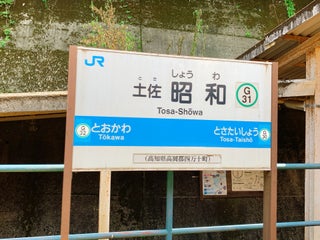 JR
とさ しょうわ
土佐 昭和
G
31
Tosa-Shōwa
とおかわ
Tōkawa
とさたいしょう
Tosa-Taishō
(高知県高岡郡四万十町)